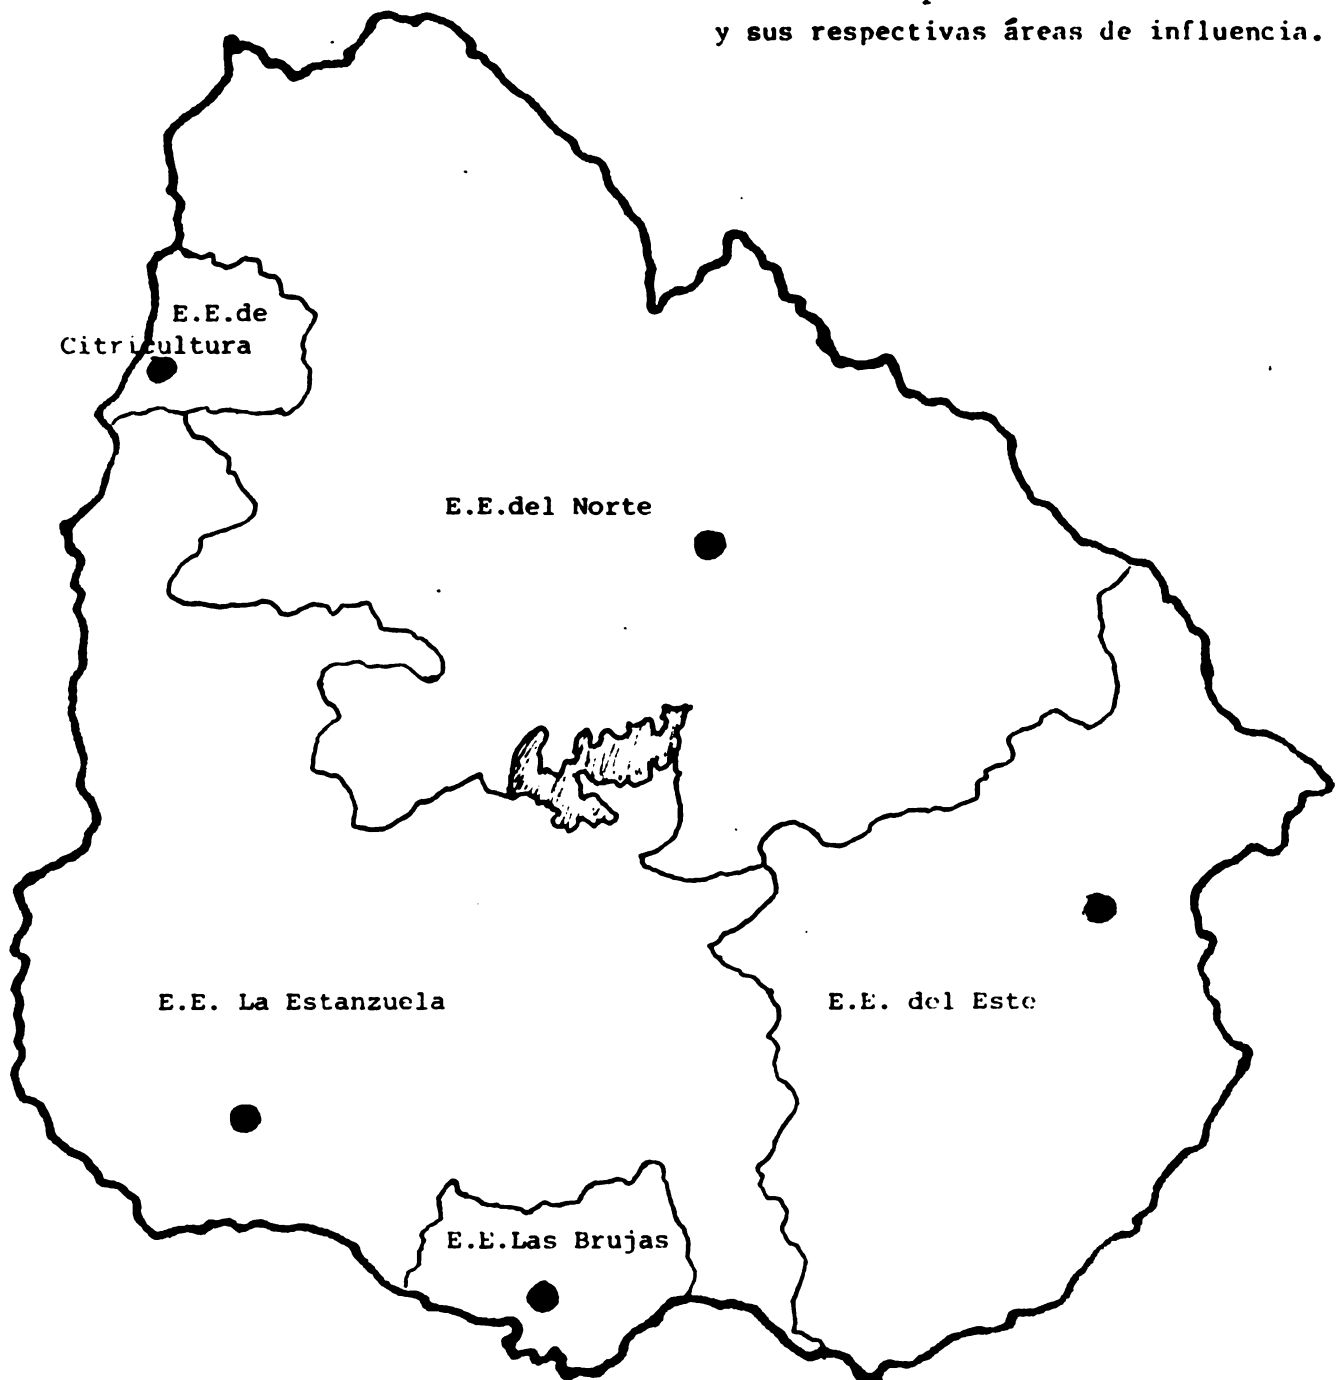 y sus respectivas áreas de influencia.
E.E.de
Citricultura
E.E.del Norte
E.E. La Estanzuela
E.E. del Este
E.E.Las Brujas